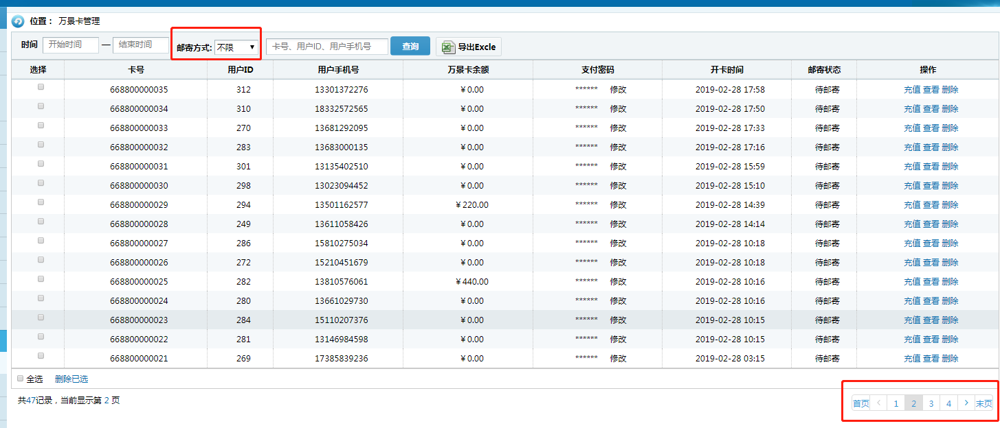 位置： 万景卡管理
时间 开始时间 — 结束时间 邮客方式: 不限 卡号、用户ID、用户手机号 查询 导出Excle
选择 卡号 用户ID 用户手机号 万景卡余额 支付密码 开卡时间 邮客状态 操作
668800000035 312 13301372276 ￥0.00 ****** 修改 2019-02-28 17:58 待邮寄 充值 查看 删除
668800000034 310 18332572565 ￥0.00 ****** 修改 2019-02-28 17:50 待邮寄 充值 查看 删除
668800000033 270 13681292095 ￥0.00 ****** 修改 2019-02-28 17:33 待邮寄 充值 查看 删除
668800000032 283 13683000135 ￥0.00 ****** 修改 2019-02-28 17:16 待邮寄 充值 查看 删除
668800000031 301 13135402510 ￥0.00 ****** 修改 2019-02-28 15:59 待邮寄 充值 查看 删除
668800000030 298 13023094452 ￥0.00 ****** 修改 2019-02-28 15:10 待邮寄 充值 查看 删除
668800000029 294 13501162577 ￥220.00 ****** 修改 2019-02-28 14:39 待邮寄 充值 查看 删除
668800000028 249 13611058426 ￥0.00 ****** 修改 2019-02-28 14:14 待邮寄 充值 查看 删除
668800000027 286 15810275034 ￥0.00 ****** 修改 2019-02-28 10:18 待邮寄 充值 查看 删除
668800000026 272 15210451679 ￥0.00 ****** 修改 2019-02-28 10:18 待邮寄 充值 查看 删除
668800000025 282 13810576061 ￥440.00 ****** 修改 2019-02-28 10:16 待邮寄 充值 查看 删除
668800000024 280 13661029730 ￥0.00 ****** 修改 2019-02-28 10:16 待邮寄 充值 查看 删除
668800000023 284 15110207376 ￥0.00 ****** 修改 2019-02-28 10:15 待邮寄 充值 查看 删除
668800000022 281 13146984598 ￥0.00 ****** 修改 2019-02-28 10:15 待邮寄 充值 查看 删除
668800000021 269 17385839236 ￥0.00 ****** 修改 2019-02-28 03:15 待邮寄 充值 查看 删除
全选 删除已选
共47记录，当前显示第 2 页
首页 < 1 2 3 4 > 末页